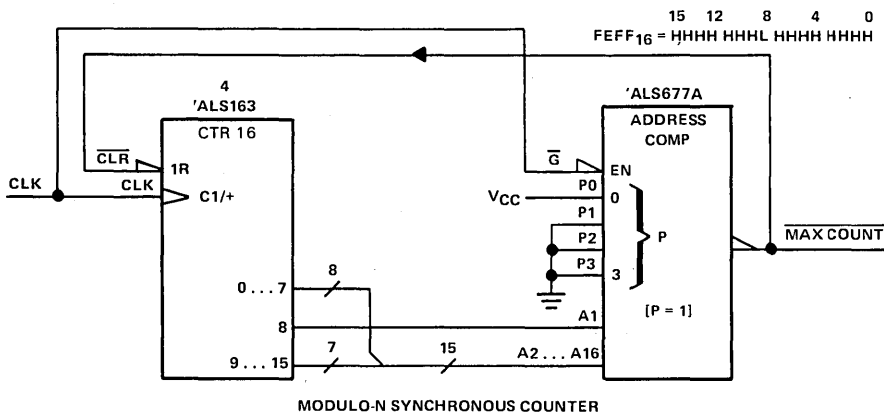 15 12 8 4 0
FEFF16 = HHHH HHHL HHHH HHHH
4
'ALS163
CTR 16
'ALS677A
ADDRESS
COMP
CLR
1R
G
EN
CLK
CLK
C1/+
VCC
P0
0
P1
P2
P
P3
3
MAX COUNT
8
0 . . . 7
[P = 1]
8
A1
7
15
9 . . . 15
A2 . . . A16
MODULO-N SYNCHRONOUS COUNTER